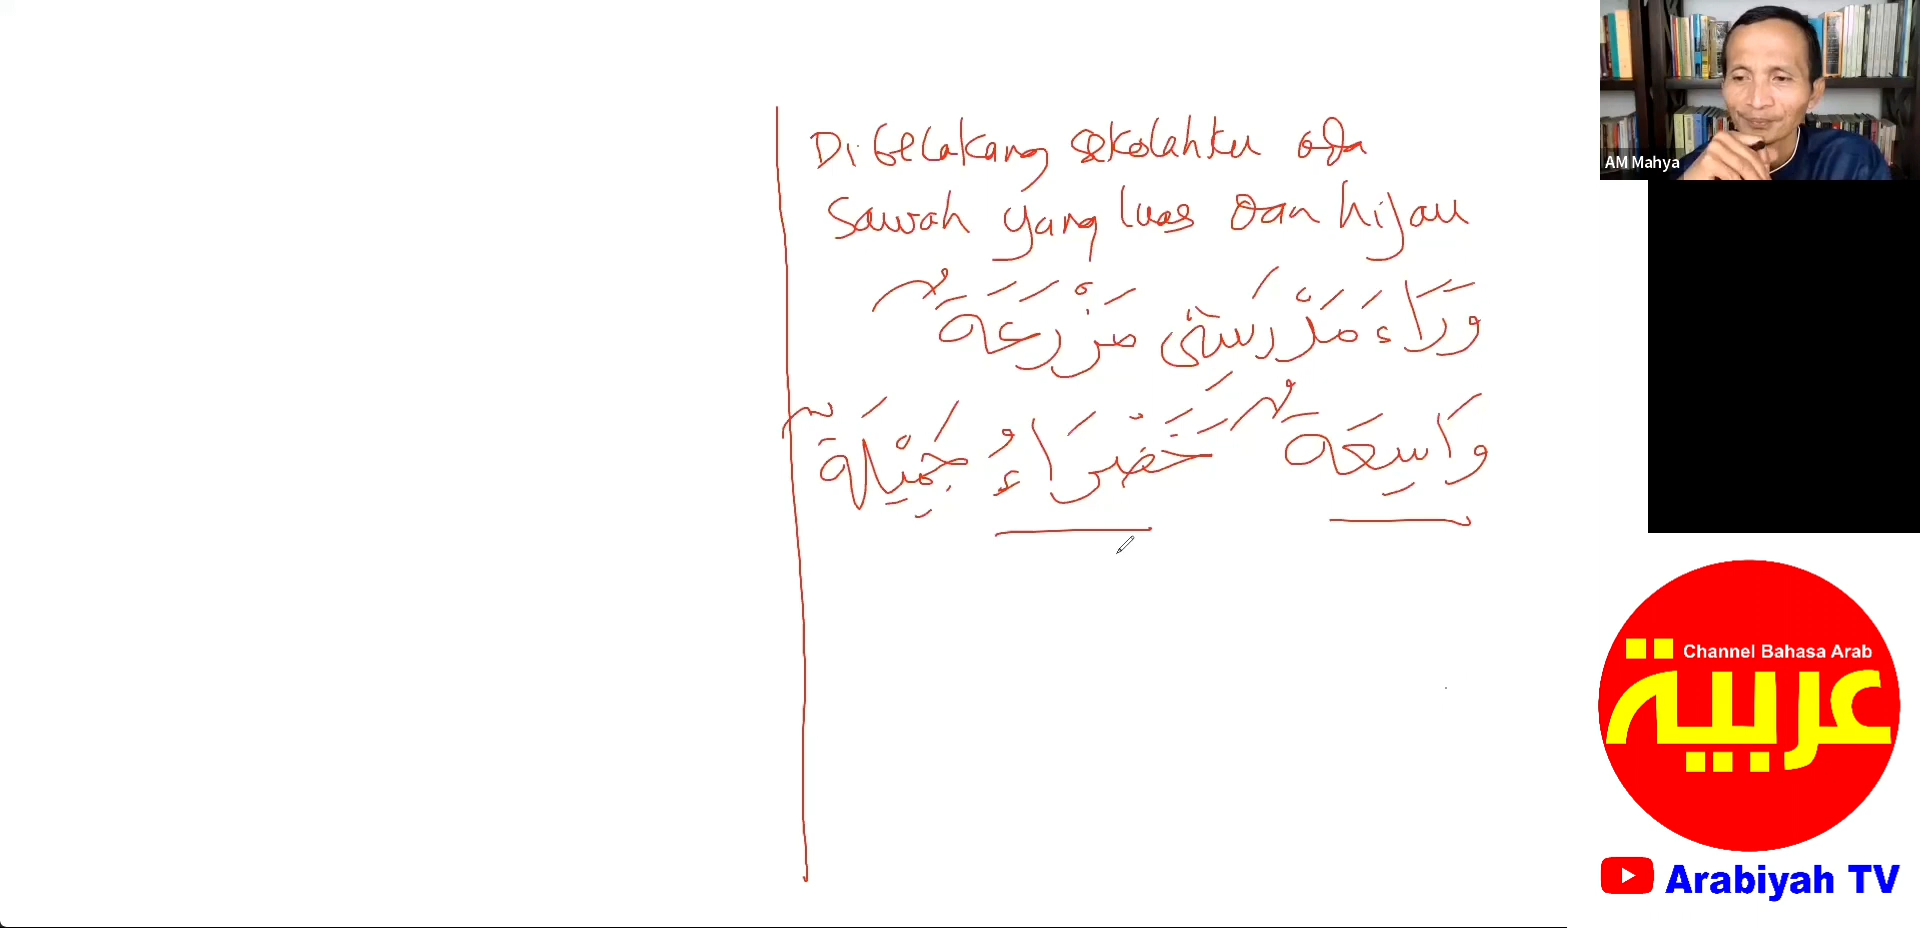 Di belakang sekolahku ada
sawah yang luas dan hijau
وَرَاءَ مَدْرَسَتِي مَزْرَعَةٌ
وَاسِعَةٌ خَضْرَاءُ جَمِيْلَةٌ
AM Mahya
Channel Bahasa Arab
عربية
Arabiyah TV